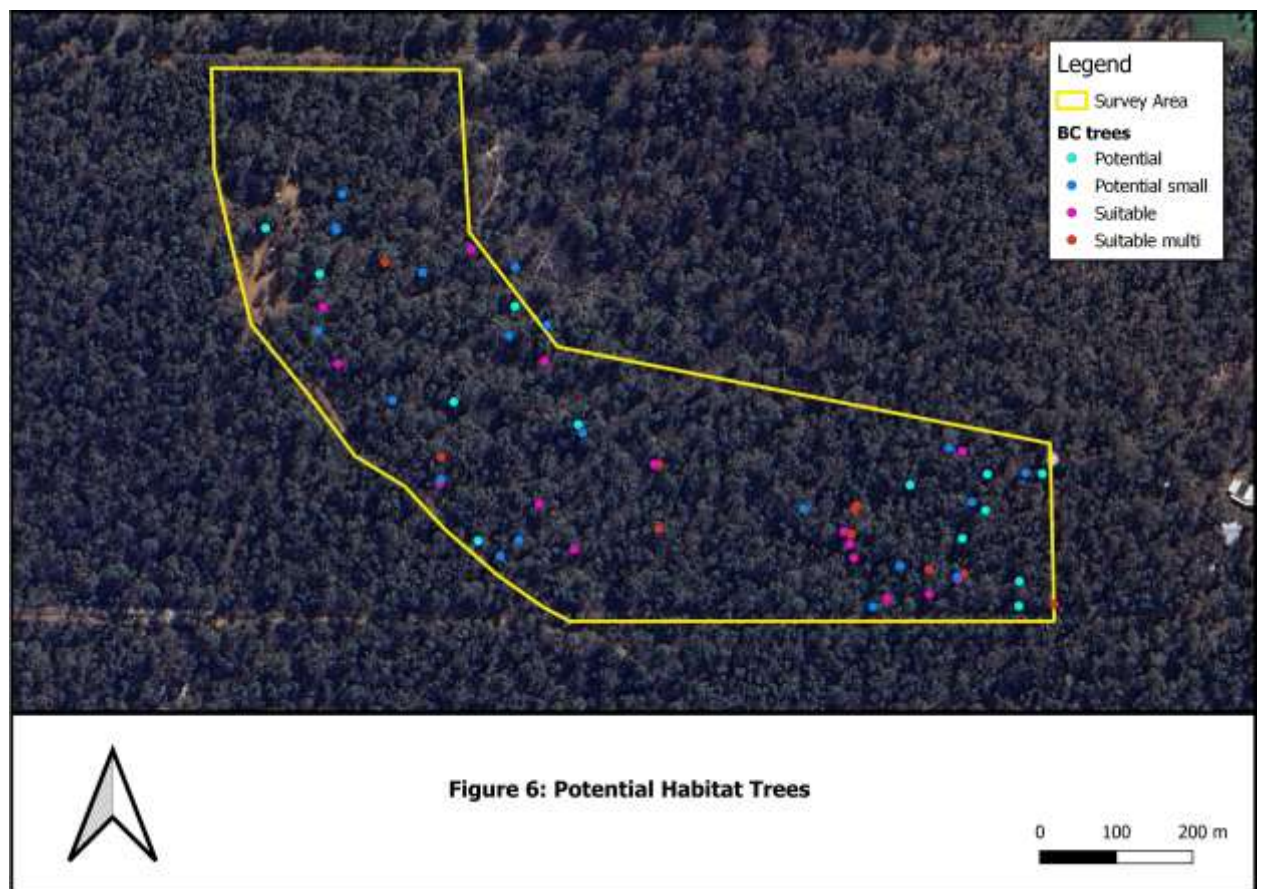 Legend
Survey Area
BC trees
Potential
Potential small
Suitable
Suitable multi
Figure 6: Potential Habitat Trees
0 100 200 m